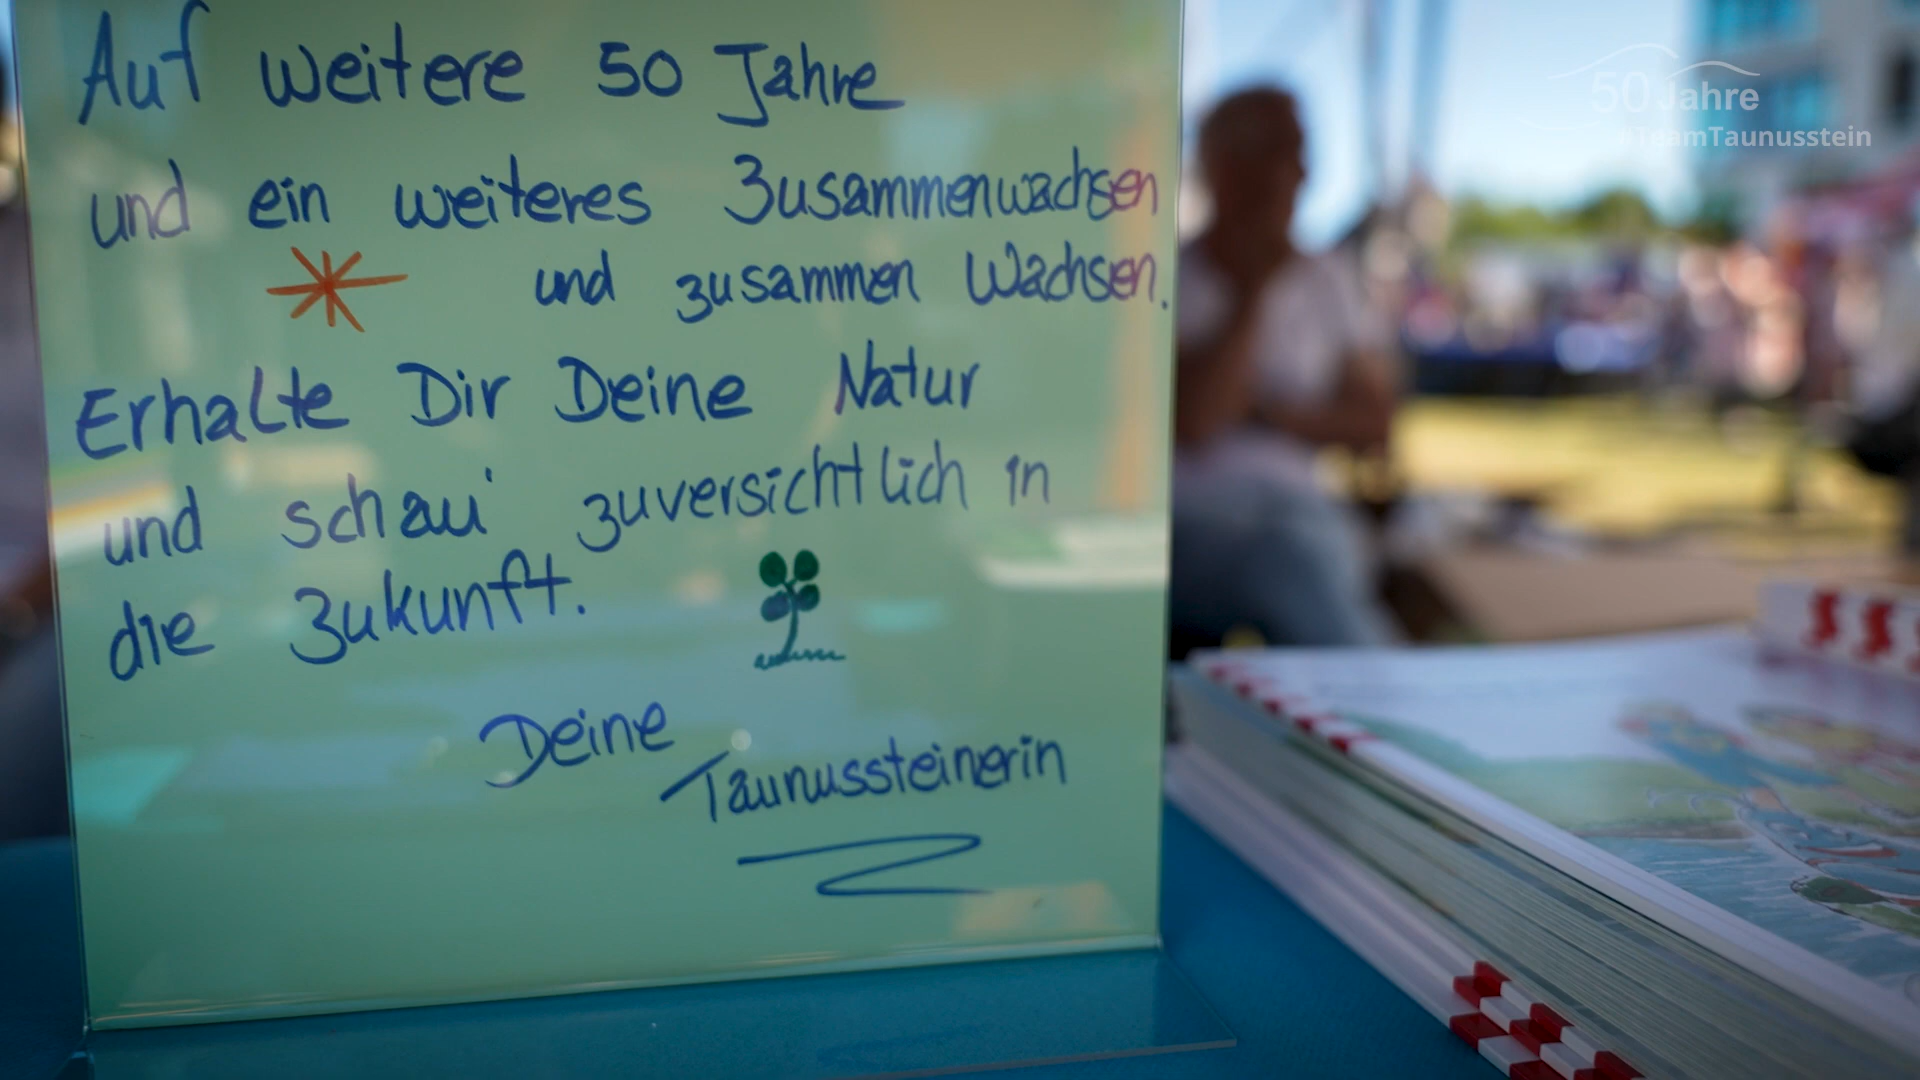 Auf weitere 50 Jahre
und ein weiteres Zusammenwachsen
und zusammen Wachsen.
Erhalte Dir Deine Natur
und schau' zuversichtlich in
die Zukunft.
Deine
Taunussteinerin
50 Jahre
#TeamTaunusstein